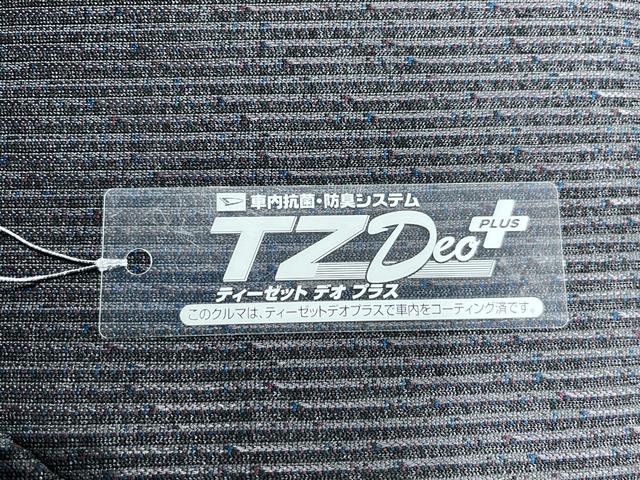 車内抗菌・防臭システム
TZ Deo PLUS
ティーゼット デオ プラス
このクルマは、ティーゼットデオプラスで車内をコーティング済です。